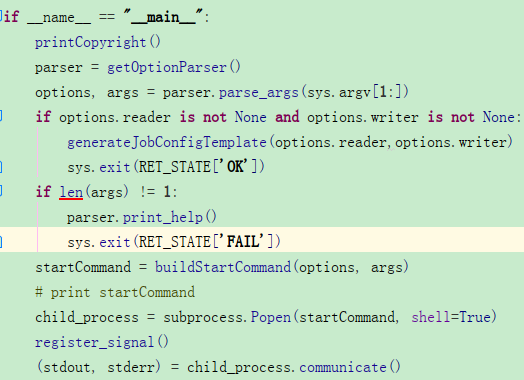 if __name__ == "__main__":
    printCopyright()
    parser = getOptionParser()
    options, args = parser.parse_args(sys.argv[1:])
    if options.reader is not None and options.writer is not None:
        generateJobConfigTemplate(options.reader,options.writer)
        sys.exit(RET_STATE['OK'])
    if len(args) != 1:
        parser.print_help()
        sys.exit(RET_STATE['FAIL'])
    startCommand = buildStartCommand(options, args)
    # print startCommand
    child_process = subprocess.Popen(startCommand, shell=True)
    register_signal()
    (stdout, stderr) = child_process.communicate()